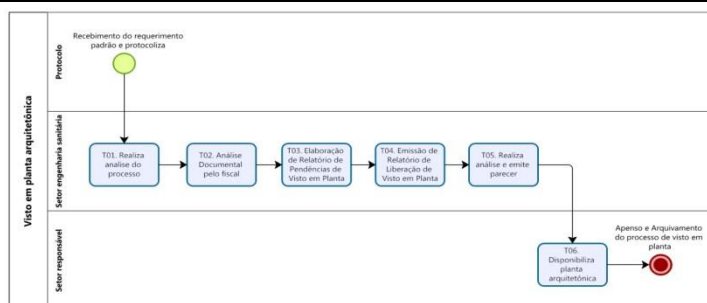 Visto em planta arquitetônica
Protocolo
Recebimento do requerimento
padrão e protocoliza
Setor engenharia sanitária
T01. Realiza
analise do
processo
T02. Análise
Documental
pelo fiscal
T03. Elaboração
de Relatório de
Pendências de
Visto em Planta
T04. Emissão de
Relatório de
Liberação de
Visto em Planta
T05. Realiza
análise e emite
parecer
Setor responsável
T06.
Disponibiliza
planta
arquitetônica
Apenso e Arquivamento
do processo de visto em
planta